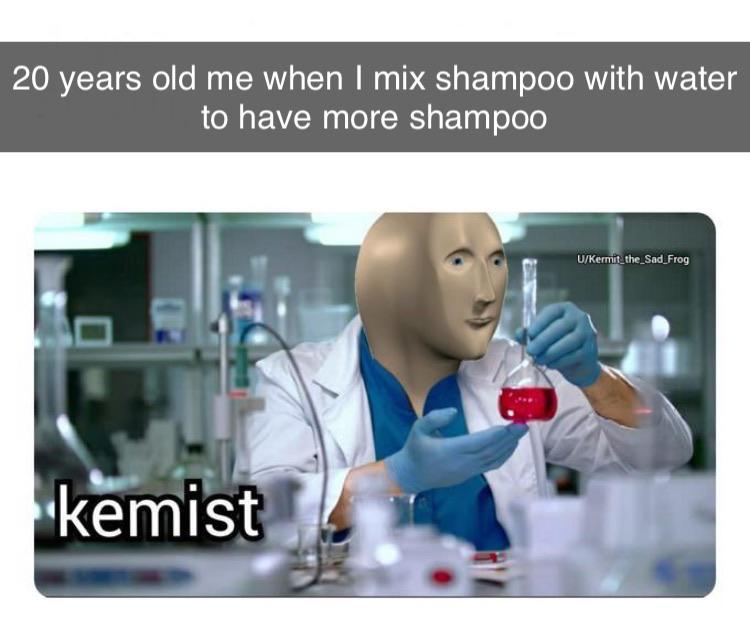 20 years old me when I mix shampoo with water
to have more shampoo
U/Kermit_the_Sad_Frog
kemist